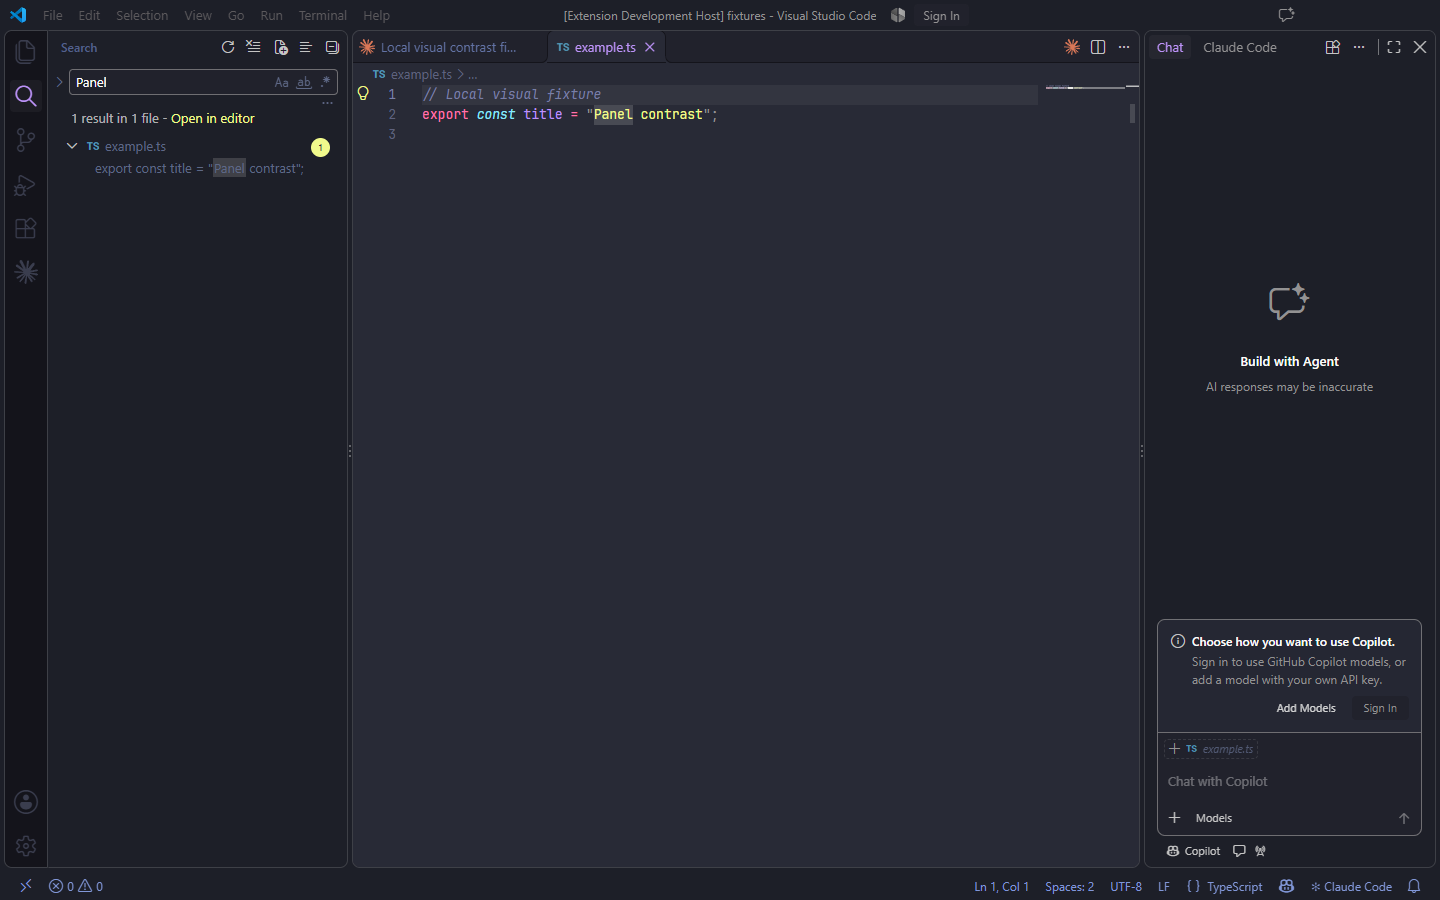 File Edit Selection View Go Run Terminal Help
[Extension Development Host] fixtures - Visual Studio Code
Sign In
Search
Panel
Aa ab .*
1 result in 1 file - Open in editor
TS example.ts 1
export const title = "Panel contrast";
Local visual contrast fi...
TS example.ts
TS example.ts > ...
1 // Local visual fixture
2 export const title = "Panel contrast";
3
Chat Claude Code
Build with Agent
AI responses may be inaccurate
Choose how you want to use Copilot.
Sign in to use GitHub Copilot models, or
add a model with your own API key.
Add Models Sign In
TS example.ts
Chat with Copilot
Models
Copilot
0 0
Ln 1, Col 1 Spaces: 2 UTF-8 LF { } TypeScript Claude Code